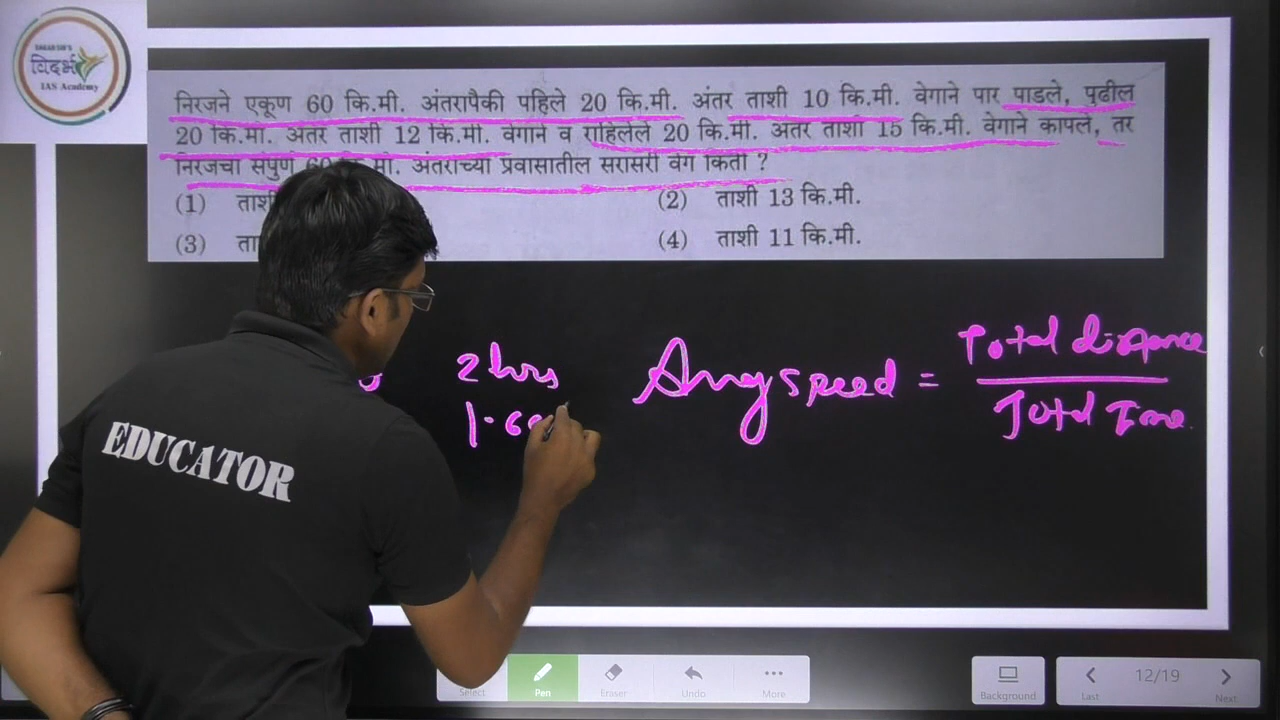 विदर्भ
IAS Academy
निरजने एकूण 60 कि.मी. अंतरापैकी पहिले 20 कि.मी. अंतर ताशी 10 कि.मी. वेगाने पार पाडले, पुढील
20 कि.मी. अंतर ताशी 12 कि.मी. वेगाने व राहिलेले 20 कि.मी. अंतर ताशी 15 कि.मी. वेगाने कापले, तर
निरजचा संपुर्ण 60 मी. अंतराच्या प्रवासातील सरासरी वेग किती ?
(1)
(2) ताशी 13 कि.मी.
(3)
(4) ताशी 11 कि.मी.
2 hrs
Avg speed = Total distance
Total Time
EDUCATOR
Select Pen Eraser Undo More
Background
Last 12/19 Next